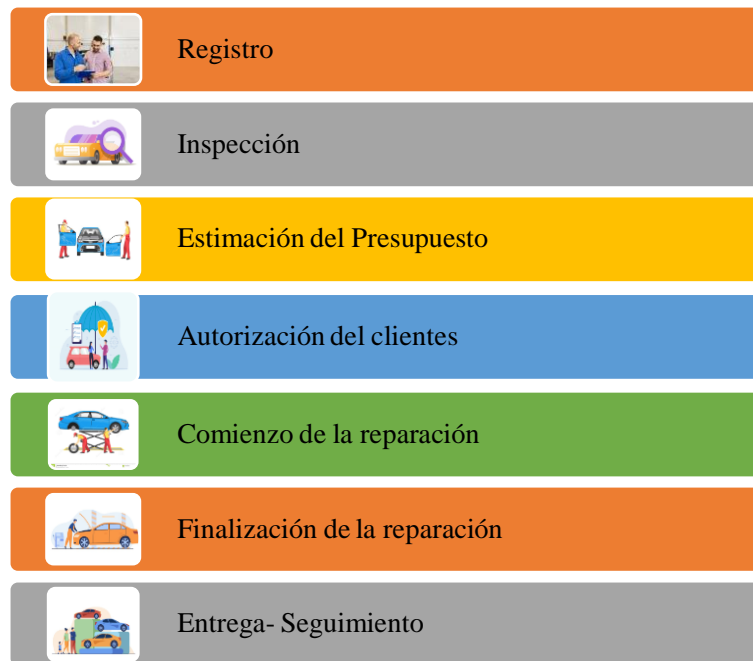 Registro
Inspección
Estimación del Presupuesto
Autorización del clientes
Comienzo de la reparación
Finalización de la reparación
Entrega- Seguimiento